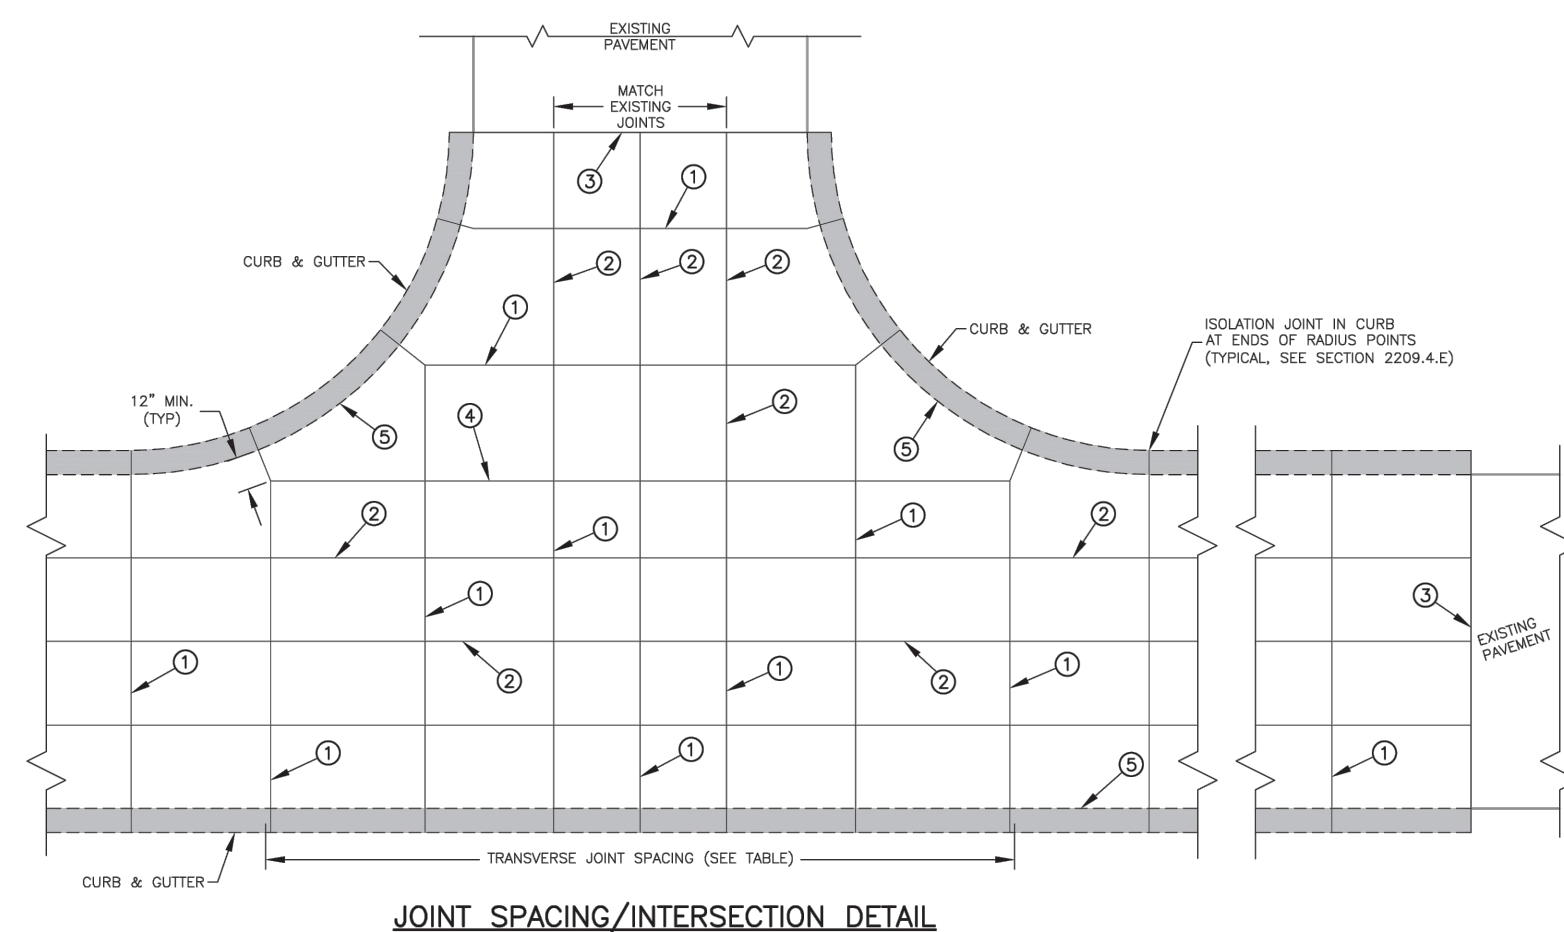 EXISTING
PAVEMENT
MATCH
EXISTING
JOINTS
3
1
CURB & GUTTER
2
2
2
1
CURB & GUTTER
ISOLATION JOINT IN CURB
AT ENDS OF RADIUS POINTS
(TYPICAL, SEE SECTION 2209.4.E)
12" MIN.
(TYP)
4
2
5
5
2
1
1
2
1
3
EXISTING
PAVEMENT
1
2
1
2
1
1
1
5
1
TRANSVERSE JOINT SPACING (SEE TABLE)
CURB & GUTTER
JOINT SPACING/INTERSECTION DETAIL